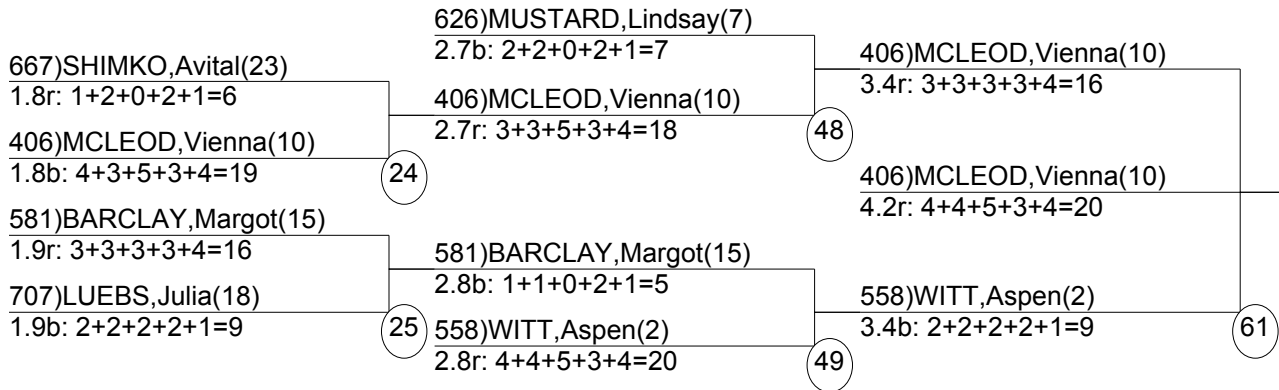 626)MUSTARD,Lindsay(7)
2.7b: 2+2+0+2+1=7
667)SHIMKO,Avital(23)
1.8r: 1+2+0+2+1=6
406)MCLEOD,Vienna(10)
3.4r: 3+3+3+3+4=16
406)MCLEOD,Vienna(10)
2.7r: 3+3+5+3+4=18
48
406)MCLEOD,Vienna(10)
1.8b: 4+3+5+3+4=19
24
406)MCLEOD,Vienna(10)
4.2r: 4+4+5+3+4=20
581)BARCLAY,Margot(15)
1.9r: 3+3+3+3+4=16
581)BARCLAY,Margot(15)
2.8b: 1+1+0+2+1=5
707)LUEBS,Julia(18)
1.9b: 2+2+2+2+1=9
25
558)WITT,Aspen(2)
3.4b: 2+2+2+2+1=9
61
558)WITT,Aspen(2)
2.8r: 4+4+5+3+4=20
49